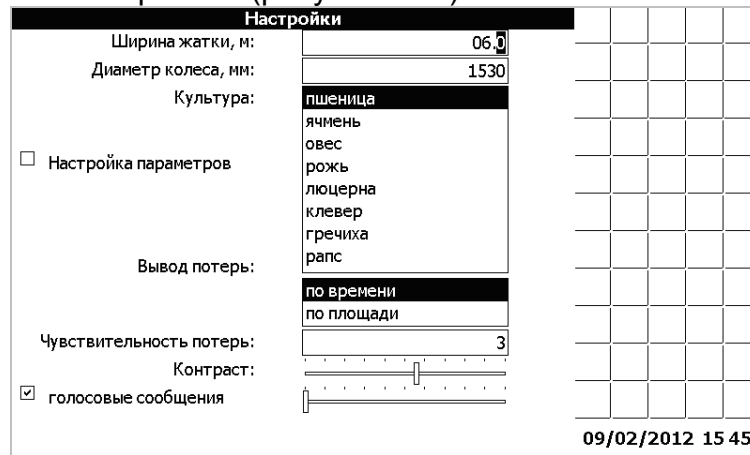 Настройки
Ширина жатки, м: 06.0
Диаметр колеса, мм: 1530
Культура: пшеница
ячмень
овес
Настройка параметров рожь
люцерна
клевер
гречиха
рапс
Вывод потерь:
по времени
по площади
Чувствительность потерь: 3
Контраст:
голосовые сообщения
09/02/2012 15 45